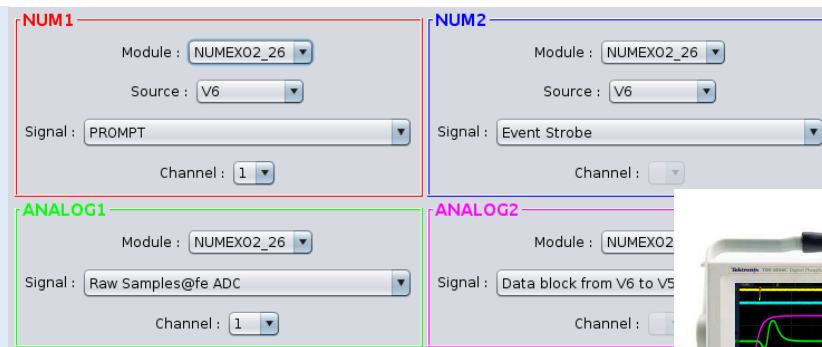 NUM1
Module : NUMEXO2_26
Source : V6
Signal : PROMPT
Channel : 1
NUM2
Module : NUMEXO2_26
Source : V6
Signal : Event Strobe
Channel :
ANALOG1
Module : NUMEXO2_26
Signal : Raw Samples@fe ADC
Channel : 1
ANALOG2
Module : NUMEXO2
Signal : Data block from V6 to V5
Channel :
Tektronix